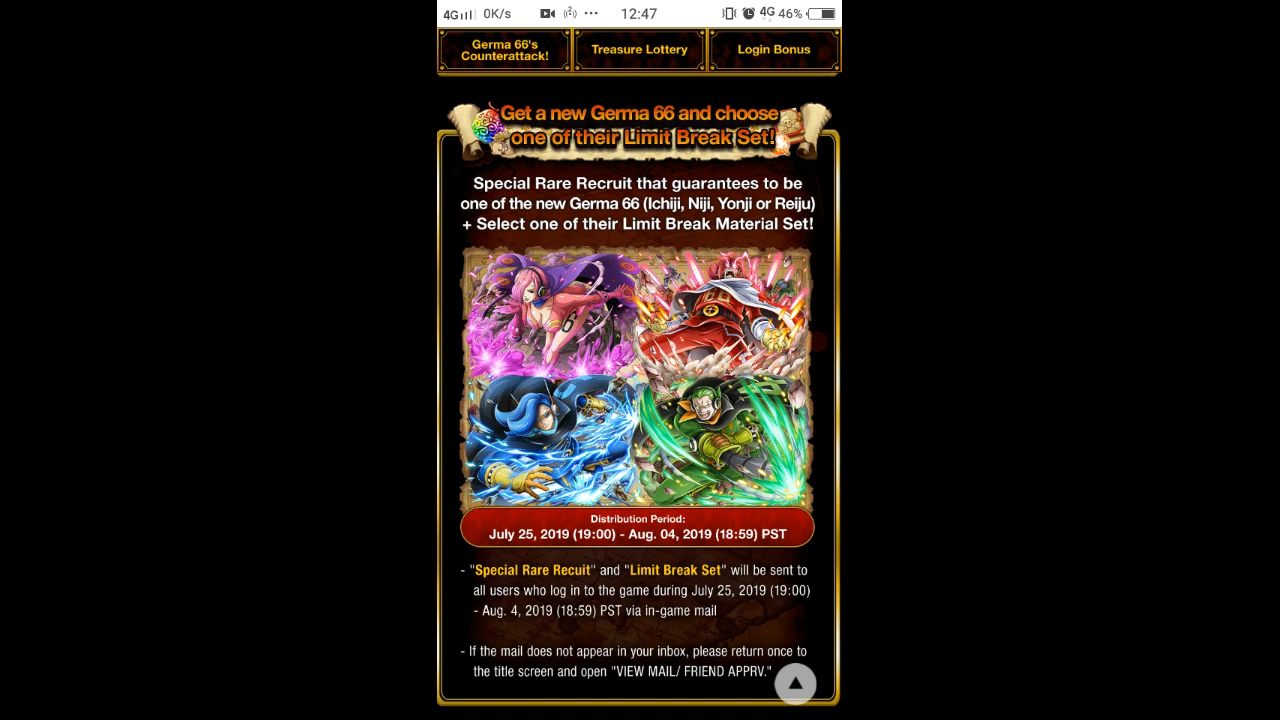 4G 0K/s 12:47 4G 46%
Germa 66's
Counterattack!
Treasure Lottery
Login Bonus
Get a new Germa 66 and choose
one of their Limit Break Set!
Special Rare Recruit that guarantees to be
one of the new Germa 66 (Ichiji, Niji, Yonji or Reiju)
+ Select one of their Limit Break Material Set!
Distribution Period:
July 25, 2019 (19:00) - Aug. 04, 2019 (18:59) PST
- "Special Rare Recruit" and "Limit Break Set" will be sent to
all users who log in to the game during July 25, 2019 (19:00)
- Aug. 4, 2019 (18:59) PST via in-game mail
- If the mail does not appear in your inbox, please return once to
the title screen and open "VIEW MAIL/ FRIEND APPRV."